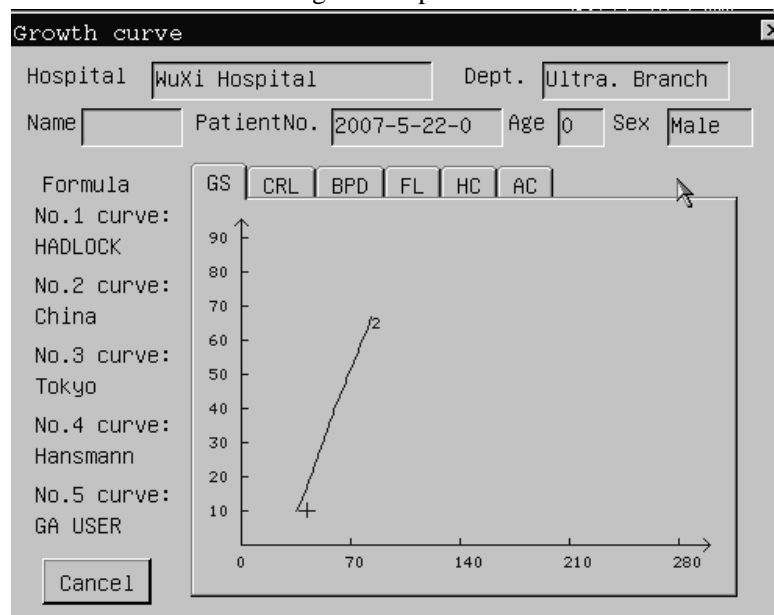 Growth curve
Hospital WuXi Hospital Dept. Ultra. Branch
Name PatientNo. 2007-5-22-0 Age 0 Sex Male
Formula
No.1 curve:
HADLOCK
No.2 curve:
China
No.3 curve:
Tokyo
No.4 curve:
Hansmann
No.5 curve:
GA USER
Cancel
GS CRL BPD FL HC AC
90
80
70
60
50
40
30
20
10
2
0 70 140 210 280